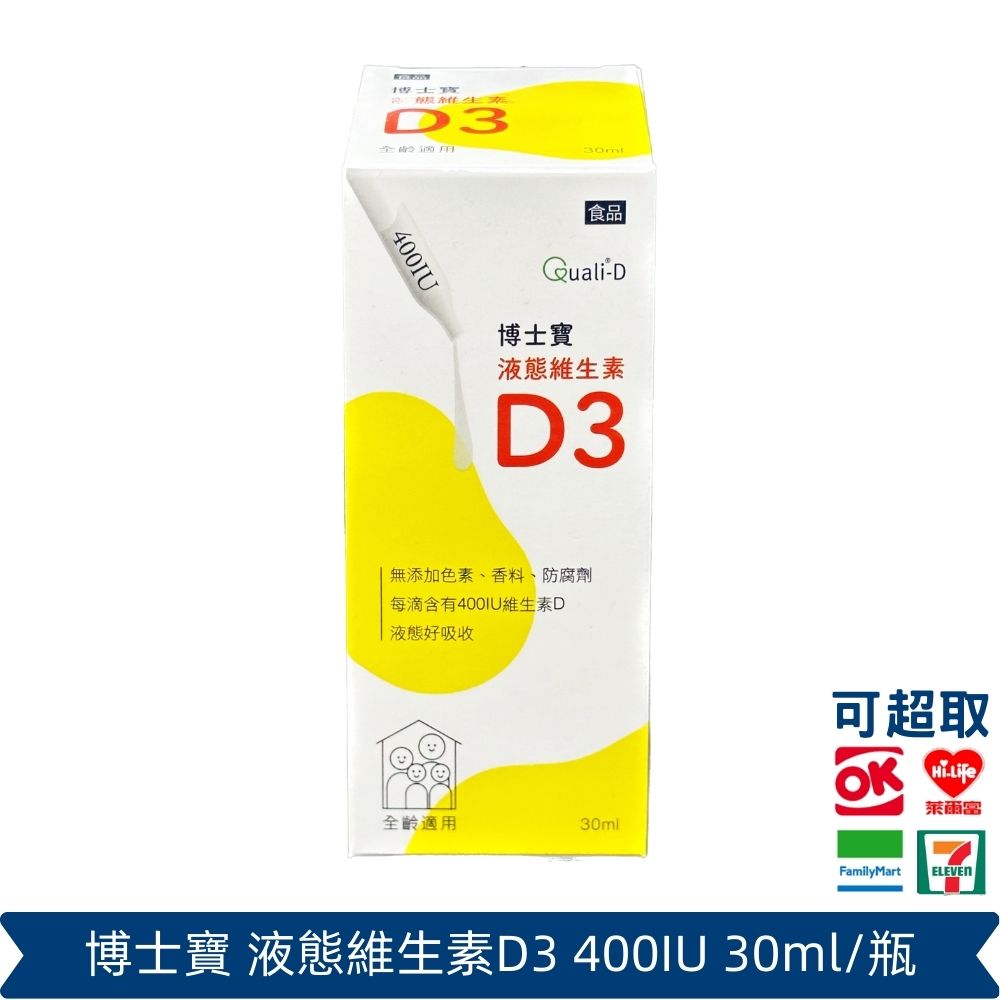 食品
博士寶
液態維生素
D3
全齡適用
30ml
400IU
食品
Quali®-D
博士寶
液態維生素
D3
無添加色素、香料、防腐劑
每滴含有400IU維生素D
液態好吸收
全齡適用
30ml
可超取
OK
Hi-Life
萊爾富
FamilyMart
7
ELEVEn
博士寶 液態維生素D3 400IU 30ml/瓶